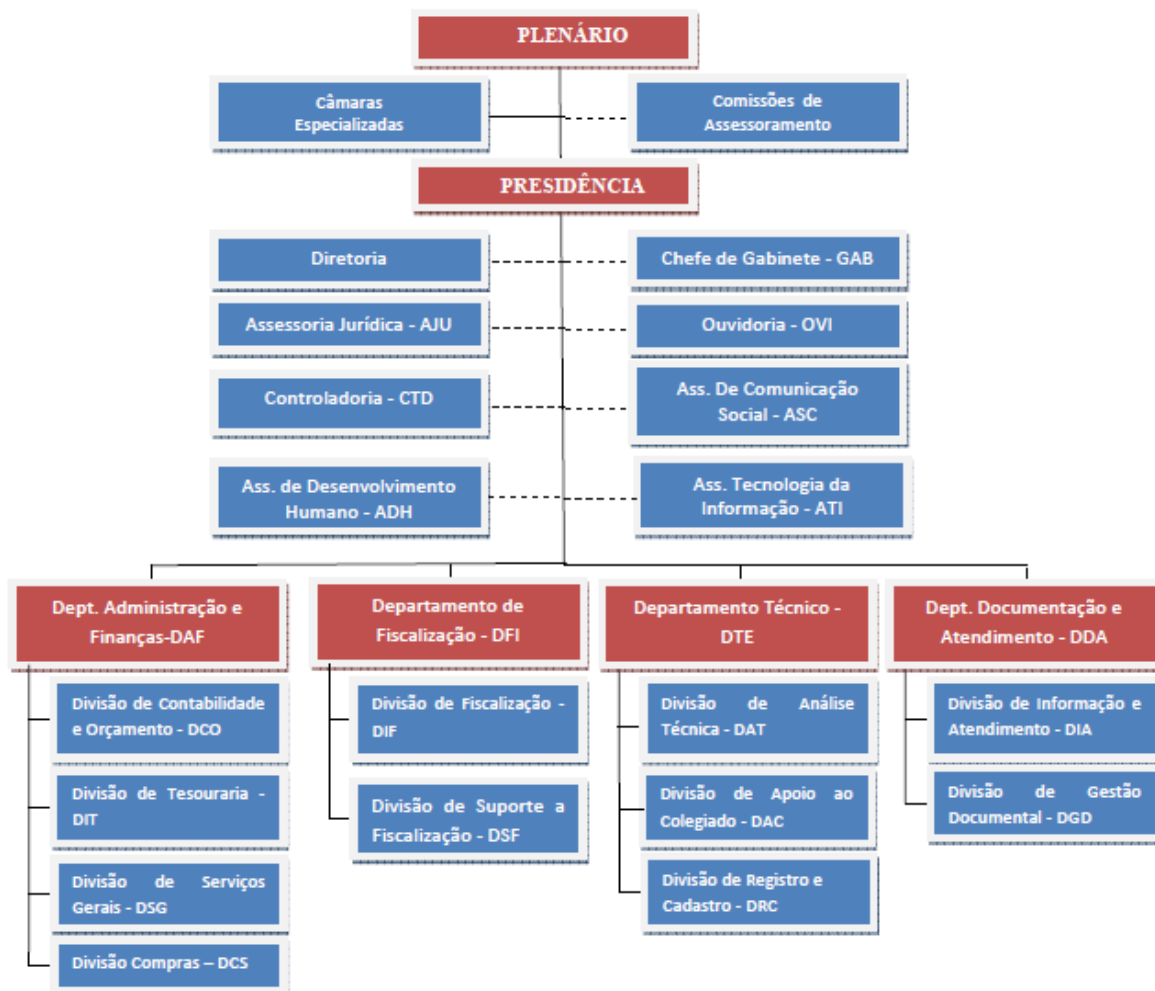 PLENÁRIO
Câmaras
Especializadas
Comissões de
Assessoramento
PRESIDÊNCIA
Diretoria
Chefe de Gabinete - GAB
Assessoria Jurídica - AJU
Ouvidoria - OVI
Controladoria - CTD
Ass. De Comunicação
Social - ASC
Ass. de Desenvolvimento
Humano - ADH
Ass. Tecnologia da
Informação - ATI
Dept. Administração e
Finanças-DAF
Departamento de
Fiscalização - DFI
Departamento Técnico -
DTE
Dept. Documentação e
Atendimento - DDA
Divisão de Contabilidade
e Orçamento - DCO
Divisão de Tesouraria -
DIT
Divisão de Serviços
Gerais - DSG
Divisão Compras – DCS
Divisão de Fiscalização -
DIF
Divisão de Suporte a
Fiscalização - DSF
Divisão de Análise
Técnica - DAT
Divisão de Apoio ao
Colegiado - DAC
Divisão de Registro e
Cadastro - DRC
Divisão de Informação e
Atendimento - DIA
Divisão de Gestão
Documental - DGD